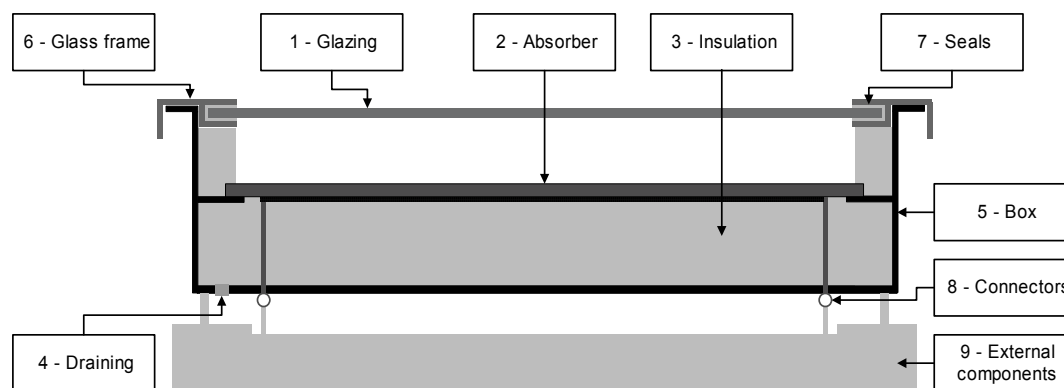 6 - Glass frame
1 - Glazing
2 - Absorber
3 - Insulation
7 - Seals
5 - Box
8 - Connectors
4 - Draining
9 - External
components